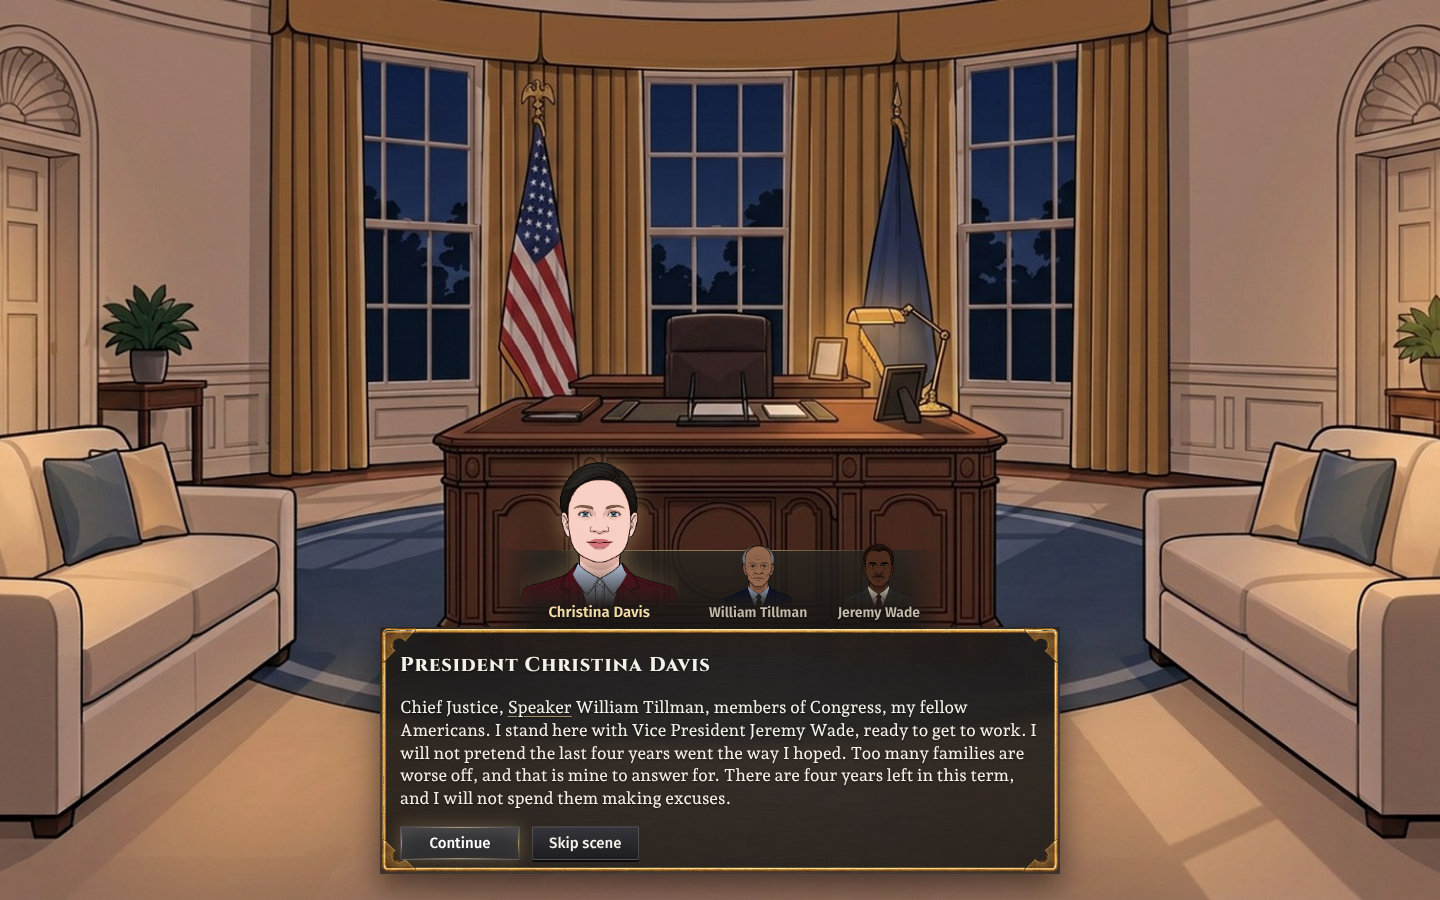 Christina Davis
William Tillman
Jeremy Wade
President Christina Davis
Chief Justice, Speaker William Tillman, members of Congress, my fellow
Americans. I stand here with Vice President Jeremy Wade, ready to get to work. I
will not pretend the last four years went the way I hoped. Too many families are
worse off, and that is mine to answer for. There are four years left in this term,
and I will not spend them making excuses.
Continue
Skip scene